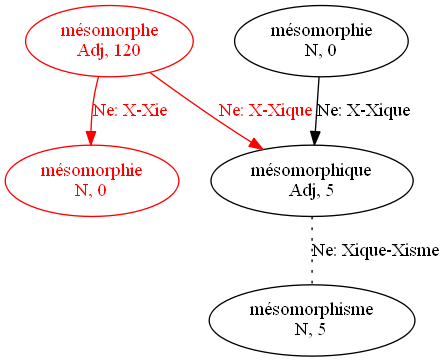 mésomorphe
Adj, 120
mésomorphie
N, 0
Ne: X-Xie
Ne: X-Xique
Ne: X-Xique
mésomorphie
N, 0
mésomorphique
Adj, 5
Ne: Xique-Xisme
mésomorphisme
N, 5